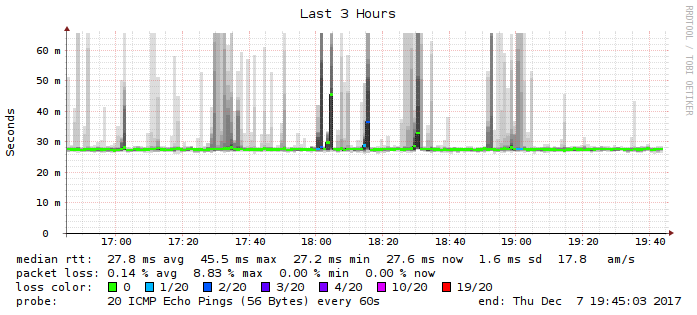 Last 3 Hours
RRDTOOL / TOBI OETIKER
Seconds
60 m
50 m
40 m
30 m
20 m
10 m
0
17:00 17:20 17:40 18:00 18:20 18:40 19:00 19:20 19:40
median rtt: 27.8 ms avg 45.5 ms max 27.2 ms min 27.6 ms now 1.6 ms sd 17.8 am/s
packet loss: 0.14 % avg 8.83 % max 0.00 % min 0.00 % now
loss color: 0 1/20 2/20 3/20 4/20 10/20 19/20
probe: 20 ICMP Echo Pings (56 Bytes) every 60s end: Thu Dec 7 19:45:03 2017